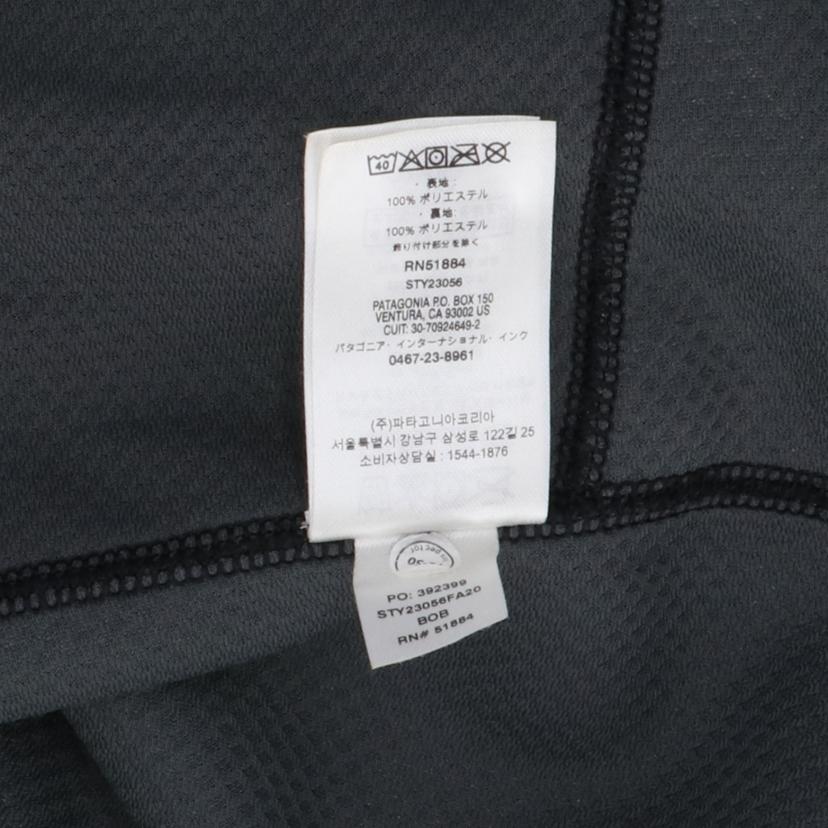 40
・表地:
100% ポリエステル
・裏地:
100% ポリエステル
飾り付け部分を除く
RN51884
STY23056
PATAGONIA P.O. BOX 150
VENTURA, CA 93002 US
CUIT: 30-70924649-2
パタゴニア・インターナショナル・インク
0467-23-8961
(주)파타고니아코리아
서울특별시 강남구 삼성로 122길 25
소비자상담실 : 1544-1876
PO: 392399
STY23056FA20
BOB
RN# 51884